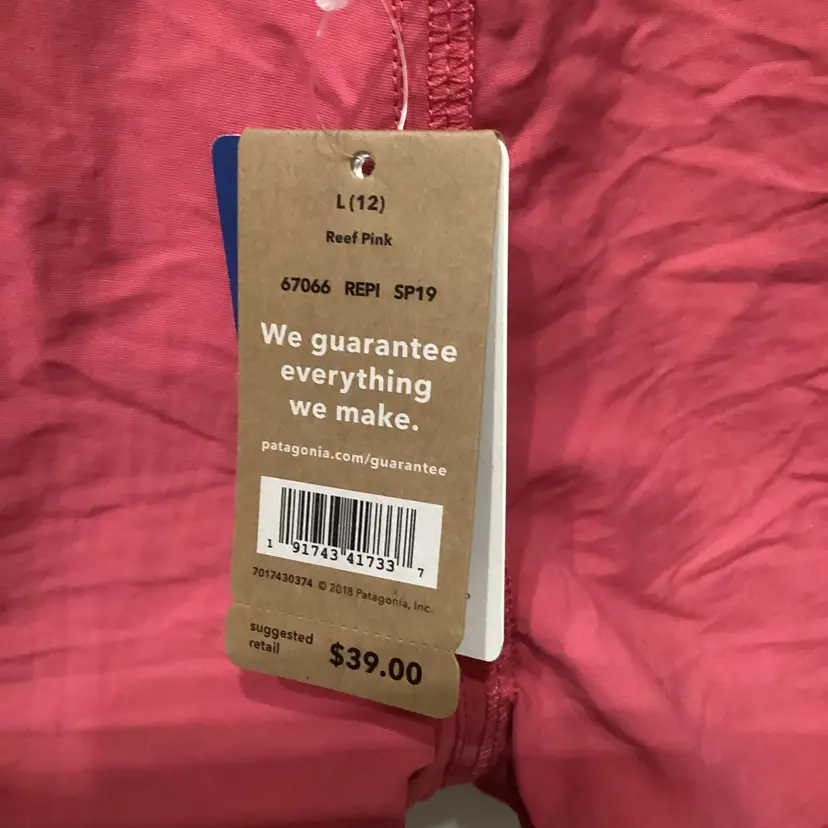 L (12)
Reef Pink
67066 REPI SP19
We guarantee
everything
we make.
patagonia.com/guarantee
1 91743 41733 7
7017430374 © 2018 Patagonia, Inc.
suggested
retail
$39.00